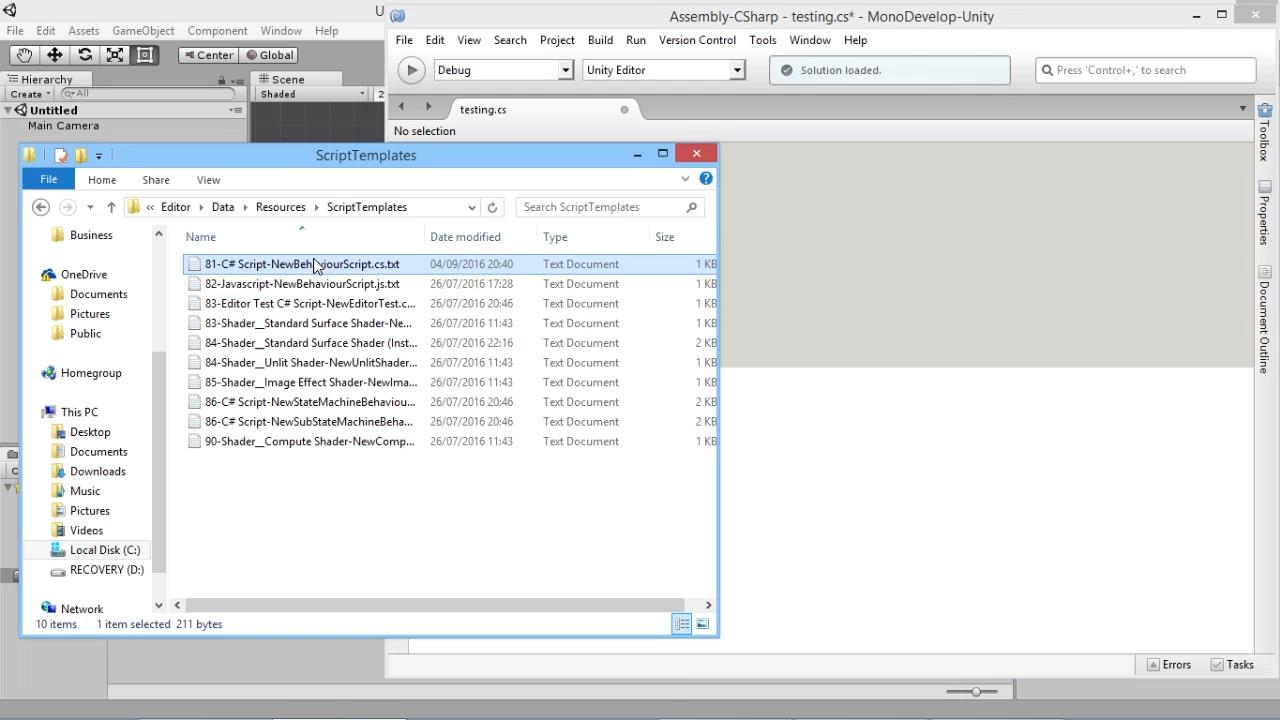 U
File Edit Assets GameObject Component Window Help
Center Global
Hierarchy
Create All
Untitled
Main Camera
Scene
Shaded 2
Assembly-CSharp - testing.cs* - MonoDevelop-Unity
File Edit View Search Project Build Run Version Control Tools Window Help
Debug Unity Editor Solution loaded. Press 'Control+,' to search
testing.cs
No selection
Toolbox
Properties
Document Outline
ScriptTemplates
File Home Share View
« Editor Data Resources ScriptTemplates Search ScriptTemplates
Name Date modified Type Size
81-C# Script-NewBehaviourScript.cs.txt 04/09/2016 20:40 Text Document 1 KB
82-Javascript-NewBehaviourScript.js.txt 26/07/2016 17:28 Text Document 1 KB
83-Editor Test C# Script-NewEditorTest.c... 26/07/2016 20:46 Text Document 1 KB
83-Shader__Standard Surface Shader-Ne... 26/07/2016 11:43 Text Document 1 KB
84-Shader__Standard Surface Shader (Inst... 26/07/2016 22:16 Text Document 2 KB
84-Shader__Unlit Shader-NewUnlitShader... 26/07/2016 11:43 Text Document 1 KB
85-Shader__Image Effect Shader-NewIma... 26/07/2016 11:43 Text Document 1 KB
86-C# Script-NewStateMachineBehaviou... 26/07/2016 20:46 Text Document 2 KB
86-C# Script-NewSubStateMachineBeha... 26/07/2016 20:46 Text Document 2 KB
90-Shader__Compute Shader-NewComp... 26/07/2016 11:43 Text Document 1 KB
Business
OneDrive
Documents
Pictures
Public
Homegroup
This PC
Desktop
Documents
Downloads
Music
Pictures
Videos
Local Disk (C:)
RECOVERY (D:)
Network
10 items 1 item selected 211 bytes
Errors Tasks